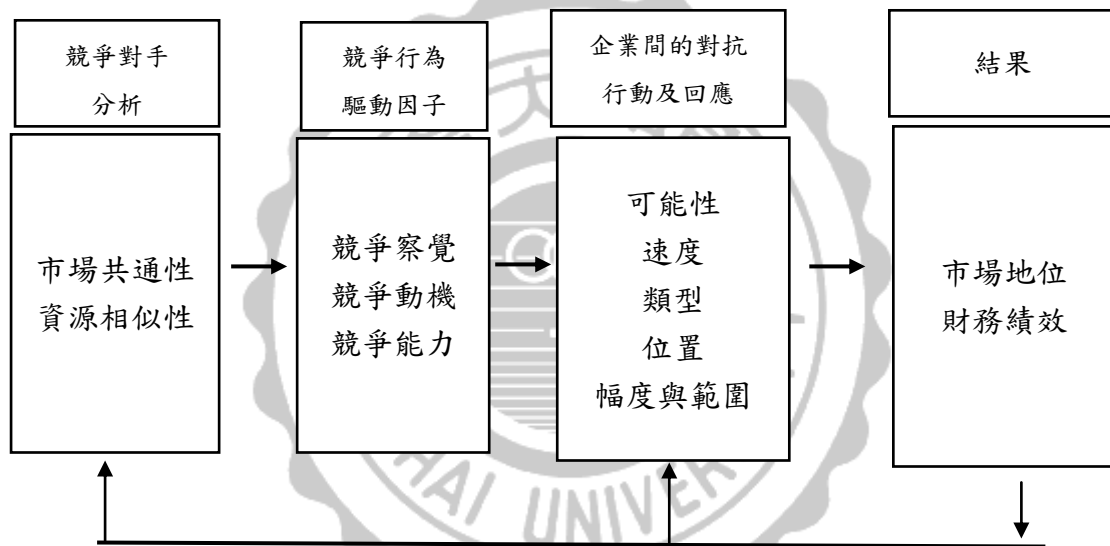 競爭對手
分析
競爭行為
驅動因子
企業間的對抗
行動及回應
結果
市場共通性
資源相似性
競爭察覺
競爭動機
競爭能力
可能性
速度
類型
位置
幅度與範圍
市場地位
財務績效
大
HAI UNIVER